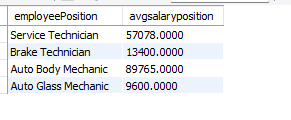 employeePosition avgsalaryposition
Service Technician 57078.0000
Brake Technician 13400.0000
Auto Body Mechanic 89765.0000
Auto Glass Mechanic 9600.0000